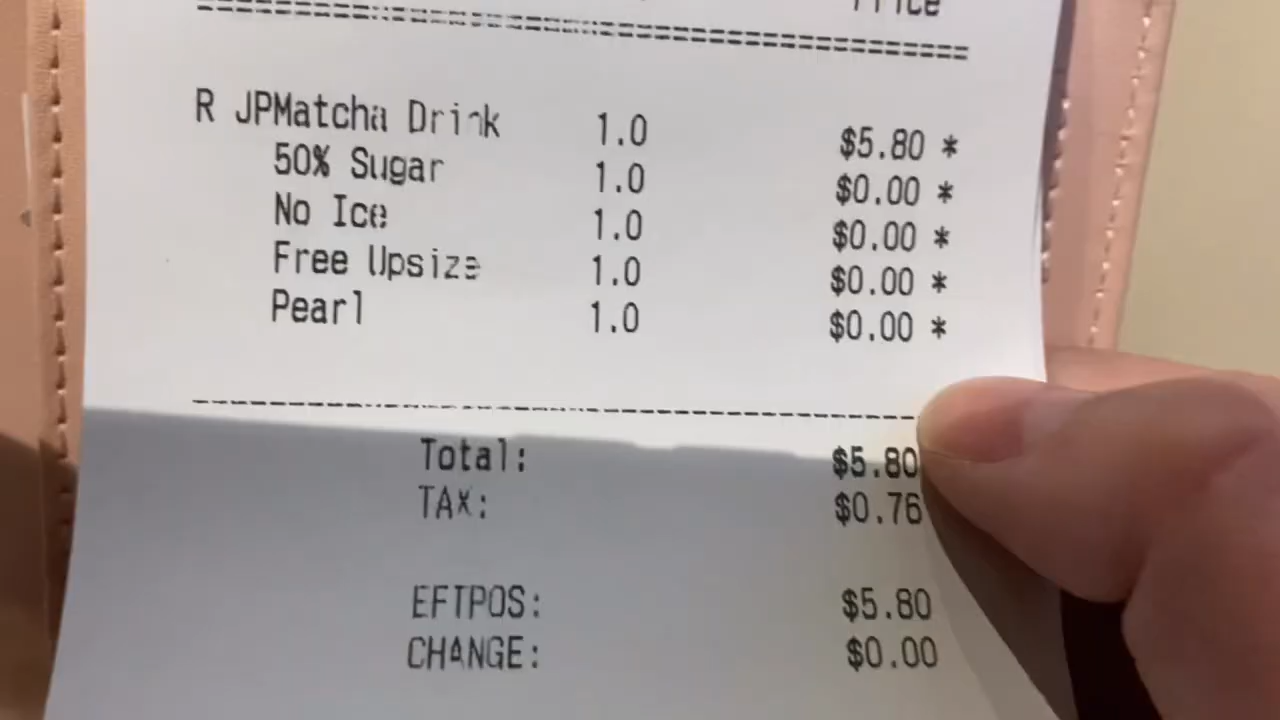 Price
====================================================
R JPMatcha Drink 1.0 $5.80 *
50% Sugar 1.0 $0.00 *
No Ice 1.0 $0.00 *
Free Upsize 1.0 $0.00 *
Pearl 1.0 $0.00 *
----------------------------------------------------
Total: $5.80
TAX: $0.76
EFTPOS: $5.80
CHANGE: $0.00